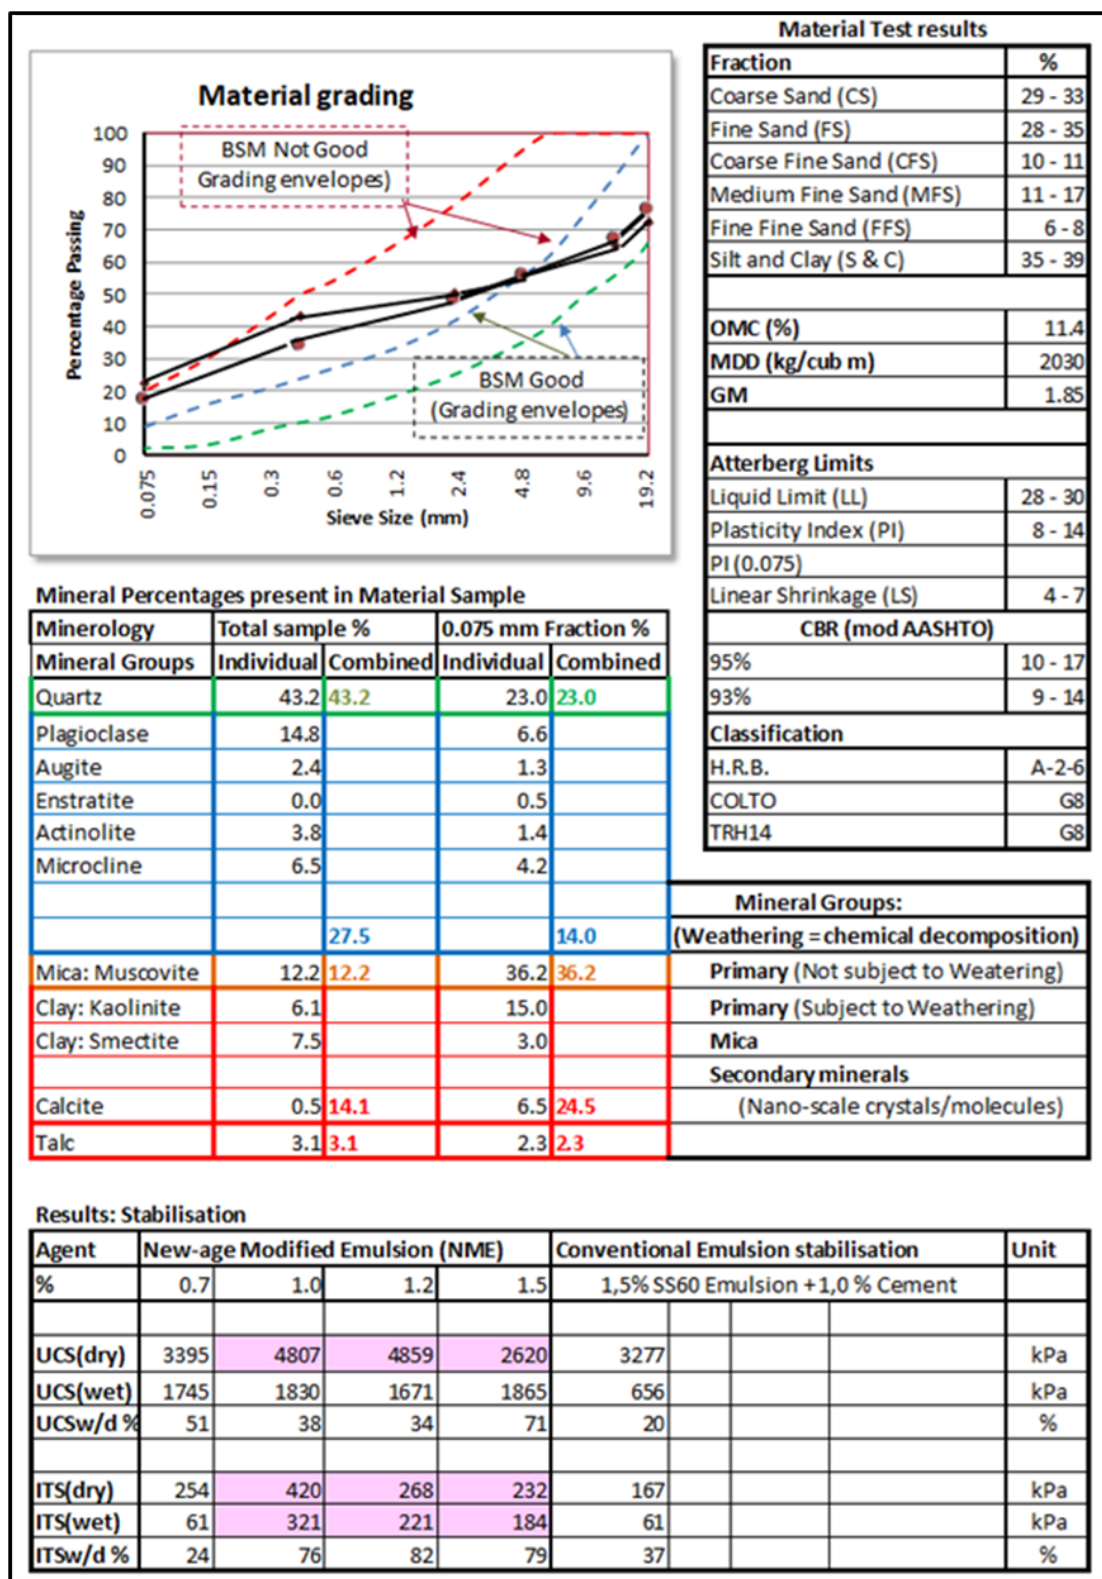 Material grading
100
90
80
70
60
50
40
30
20
10
0
Percentage Passing
BSM Not Good
Grading envelopes)
BSM Good
(Grading envelopes)
0.075
0.15
0.3
0.6
1.2
2.4
4.8
9.6
19.2
Sieve Size (mm)
Material Test results
Fraction %
Coarse Sand (CS) 29 - 33
Fine Sand (FS) 28 - 35
Coarse Fine Sand (CFS) 10 - 11
Medium Fine Sand (MFS) 11 - 17
Fine Fine Sand (FFS) 6 - 8
Silt and Clay (S & C) 35 - 39
OMC (%) 11.4
MDD (kg/cub m) 2030
GM 1.85
Atterberg Limits
Liquid Limit (LL) 28 - 30
Plasticity Index (PI) 8 - 14
PI (0.075)
Linear Shrinkage (LS) 4 - 7
CBR (mod AASHTO)
95% 10 - 17
93% 9 - 14
Classification
H.R.B. A-2-6
COLTO G8
TRH14 G8
Mineral Percentages present in Material Sample
Minerology Total sample % 0.075 mm Fraction %
Mineral Groups Individual Combined Individual Combined
Quartz 43.2 43.2 23.0 23.0
Plagioclase 14.8 6.6
Augite 2.4 1.3
Enstratite 0.0 0.5
Actinolite 3.8 1.4
Microcline 6.5 4.2
27.5 14.0
Mica: Muscovite 12.2 12.2 36.2 36.2
Clay: Kaolinite 6.1 15.0
Clay: Smectite 7.5 3.0
Calcite 0.5 14.1 6.5 24.5
Talc 3.1 3.1 2.3 2.3
Mineral Groups:
(Weathering = chemical decomposition)
Primary (Not subject to Weatering)
Primary (Subject to Weathering)
Mica
Secondary minerals
(Nano-scale crystals/molecules)
Results: Stabilisation
Agent New-age Modified Emulsion (NME) Conventional Emulsion stabilisation Unit
% 0.7 1.0 1.2 1.5 1,5% SS60 Emulsion + 1,0 % Cement
UCS(dry) 3395 4807 4859 2620 3277 kPa
UCS(wet) 1745 1830 1671 1865 656 kPa
UCSw/d % 51 38 34 71 20 %
ITS(dry) 254 420 268 232 167 kPa
ITS(wet) 61 321 221 184 61 kPa
ITSw/d % 24 76 82 79 37 %